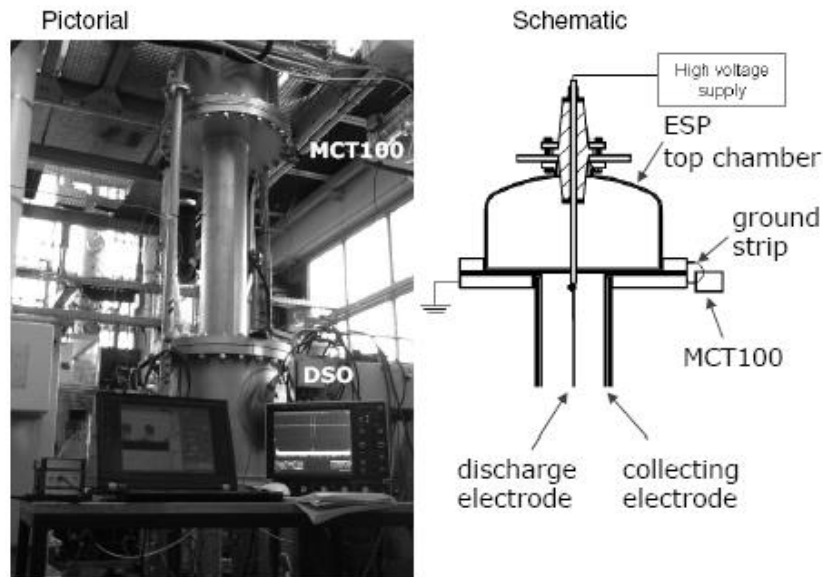 Pictorial
Schematic
MCT100
DSO
High voltage
supply
ESP
top chamber
ground
strip
MCT100
discharge
electrode
collecting
electrode